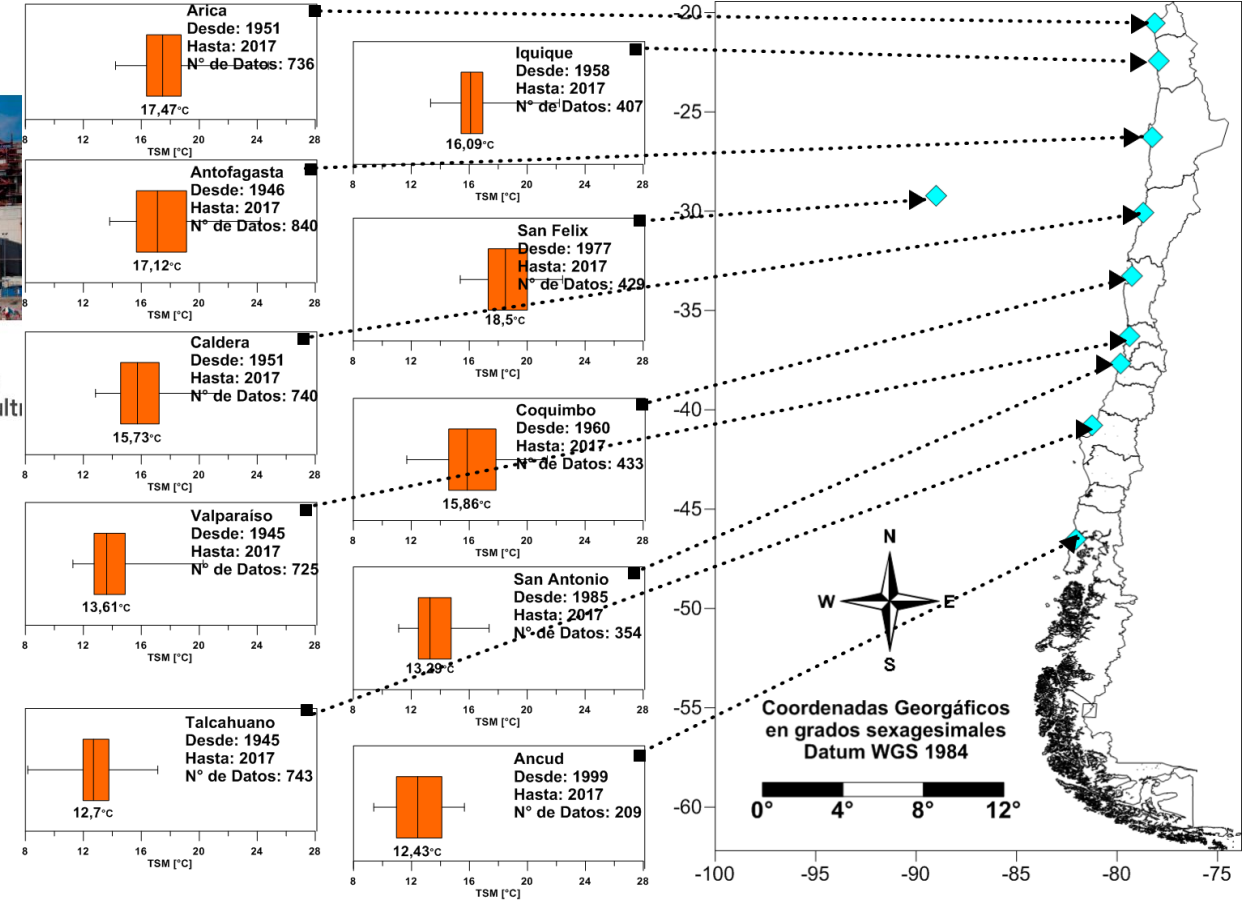 Arica
Desde: 1951
Hasta: 2017
N° de Datos: 736
17,47°C
8 12 16 20 24 28
TSM [°C]
Iquique
Desde: 1958
Hasta: 2017
N° de Datos: 407
16,09°C
8 12 16 20 24 28
TSM [°C]
Antofagasta
Desde: 1946
Hasta: 2017
N° de Datos: 840
17,12°C
8 12 16 20 24 28
TSM [°C]
San Felix
Desde: 1977
Hasta: 2017
N° de Datos: 429
18,5°C
8 12 16 20 24 28
TSM [°C]
Caldera
Desde: 1951
Hasta: 2017
N° de Datos: 740
15,73°C
8 12 16 20 24 28
TSM [°C]
Coquimbo
Desde: 1960
Hasta: 2017
N° de Datos: 433
15,86°C
8 12 16 20 24 28
TSM [°C]
Valparaíso
Desde: 1945
Hasta: 2017
N° de Datos: 725
13,61°C
8 12 16 20 24 28
TSM [°C]
San Antonio
Desde: 1985
Hasta: 2017
N° de Datos: 354
13,29°C
8 12 16 20 24 28
TSM [°C]
Talcahuano
Desde: 1945
Hasta: 2017
N° de Datos: 743
12,7°C
8 12 16 20 24 28
TSM [°C]
Ancud
Desde: 1999
Hasta: 2017
N° de Datos: 209
12,43°C
8 12 16 20 24 28
TSM [°C]
-20
-25
-30
-35
-40
-45
-50
-55
-60
-100 -95 -90 -85 -80 -75
N
W E
S
Coordenadas Georgáficos
en grados sexagesimales
Datum WGS 1984
0° 4° 8° 12°